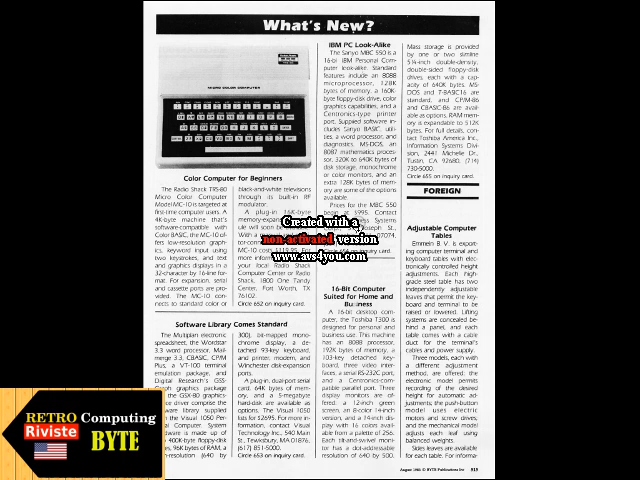 What's New?
MICRO COLOR COMPUTER
Color Computer for Beginners
The Radio Shack TRS-80
Micro Color Computer
Model MC-10 is targeted at
first-time computer users. A
4K-byte machine that's
software-compatible with
Color BASIC, the MC-10 of-
fers low-resolution graph-
ics, keyword input using
two keystrokes, and text
and graphics displays in a
32-character by 16-line for-
mat. For expansion, serial
and cassette ports are pro-
vided. The MC-10 con-
nects to standard color or
black-and-white televisions
through its built-in RF
modulator.
A plug-in 16K-byte
memory-expansion
ule will soon be
With a
tor-con
MC-10 costs $119.95. For
more inform
your local Radio Shack
Computer Center or Radio
Shack, 1800 One Tandy
Center, Fort Worth, TX
76102.
Circle 652 on inquiry card.
Software Library Comes Standard
The Multiplan electronic
spreadsheet, the Wordstar
3.3 word processor, Mail-
merge 3.3, CBASIC, CP/M
Plus, a VT-100 terminal
emulation package, and
Digital Research's GSS-
graph graphics package
the GSX-80 graphics-
or driver comprise the
ware library supplied
the Visual 1050 Per-
Computer. System
ware is made up of
400K-byte floppy-disk
es, 96K bytes of RAM, a
h-resolution (640 by
300), bit-mapped mono-
chrome display, a de-
tached 93-key keyboard,
and printer, modem, and
Winchester disk-expansion
ports.
A plug-in, dual-port serial
card, 64K bytes of mem-
ory, and a 5-megabyte
hard-disk are available as
options. The Visual 1050
lists for $2695. For more in-
formation, contact Visual
Technology Inc., 540 Main
St., Tewksbury, MA 01876,
(617) 851-5000.
Circle 653 on inquiry card.
IBM PC Look-Alike
The Sanyo MBC 550 is a
16-bit IBM Personal Com-
puter look-alike. Standard
features include an 8088
microprocessor, 128K
bytes of memory, a 160K-
byte floppy-disk drive, color
graphics capabilities, and a
Centronics-type printer
port. Supplied software in-
cludes Sanyo BASIC, utili-
ties, a word processor, and
diagnostics. MS-DOS, an
8087 mathematics proces-
sor, 320K to 640K bytes of
disk storage, monochrome
or color monitors, and an
extra 128K bytes of mem-
ory are some of the options
available.
Prices for the MBC 550
begin at $995. Contact
ess Systems
oseph St.,
07074,
Circle 654 on inquiry card.
16-Bit Computer
Suited for Home and
Business
A 16-bit desktop com-
puter, the Toshiba T300 is
designed for personal and
business use. This machine
has an 8088 processor,
192K bytes of memory, a
103-key detached key-
board, three video inter-
faces, a serial RS-232C port,
and a Centronics-com-
patible parallel port. Three
display monitors are of-
fered: a 12-inch green
screen, an 8-color 14-inch
version, and a 14-inch dis-
play with 16 colors avail-
able from a palette of 256.
Each tilt-and-swivel moni-
tor has a dot-addressable
resolution of 640 by 500.
Mass storage is provided
by one or two slimline
5¼-inch double-density,
double-sided floppy-disk
drives, each with a cap-
acity of 640K bytes. MS-
DOS and T-BASIC16 are
standard, and CP/M-86
and CBASIC-86 are avail-
able as options. RAM mem-
ory is expandable to 512K
bytes. For full details, con-
tact Toshiba America Inc.,
Information Systems Divi-
sion, 2441 Michelle Dr.,
Tustin, CA 92680, (714)
730-5000.
Circle 655 on inquiry card.
FOREIGN
Adjustable Computer
Tables
Emmein B.V. is export-
ing computer terminal and
keyboard tables with elec-
tronically controlled height
adjustments. Each high-
grade steel table has two
independently adjustable
leaves that permit the key-
board and terminal to be
raised or lowered. Lifting
systems are concealed be-
hind a panel, and each
table comes with a cable
duct for the terminal's
cables and power supply.
Three models, each with
a different adjustment
method, are offered: the
electronic model permits
recording of the desired
height for automatic ad-
justments; the push-button
model uses electric
motors and screw drives;
and the mechanical model
adjusts each leaf using
balanced weights.
Sides leaves are available
for each table. For informa-
August 1983 © BYTE Publications Inc
515
Created with a
non-activated version
www.avs4you.com
RETRO Computing
Riviste
BYTE